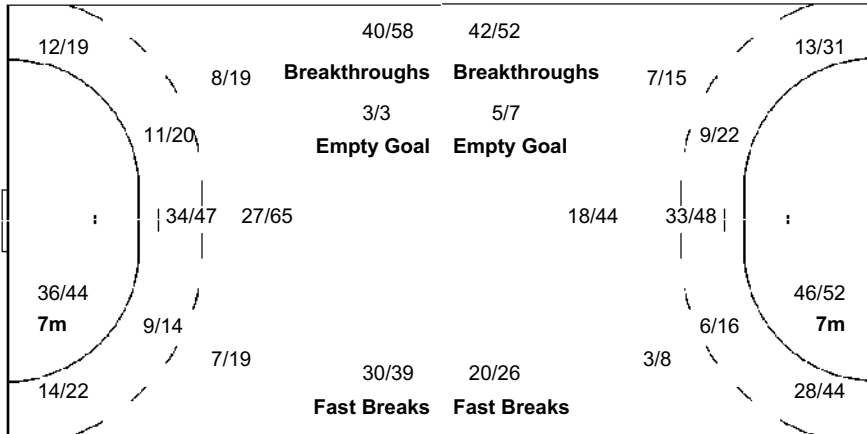 40/58 42/52
12/19 13/31
Breakthroughs Breakthroughs
8/19 7/15
3/3 5/7
11/20 9/22
Empty Goal Empty Goal
34/47 27/65 18/44 33/48
36/44 46/52
7m 9/14 6/16 7m
7/19 3/8
30/39 20/26
14/22 28/44
Fast Breaks Fast Breaks